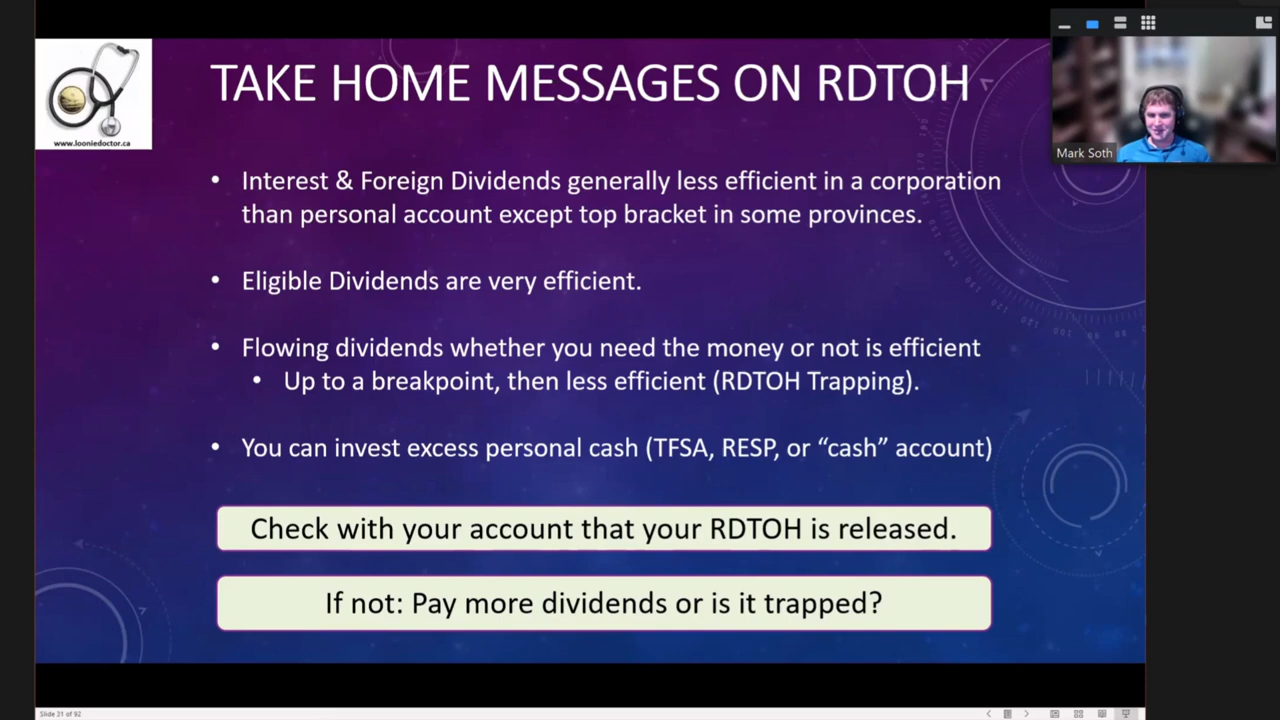 TAKE HOME MESSAGES ON RDTOH
www.looniedoctor.ca
Mark Soth
• Interest & Foreign Dividends generally less efficient in a corporation
than personal account except top bracket in some provinces.
• Eligible Dividends are very efficient.
• Flowing dividends whether you need the money or not is efficient
• Up to a breakpoint, then less efficient (RDTOH Trapping).
• You can invest excess personal cash (TFSA, RESP, or “cash” account)
Check with your account that your RDTOH is released.
If not: Pay more dividends or is it trapped?
Slide 31 of 92